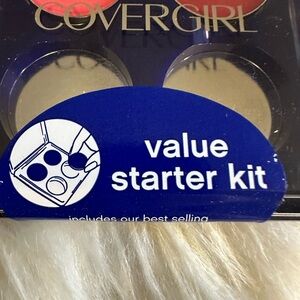 COVERGIRL
value
starter kit
includes our best selling